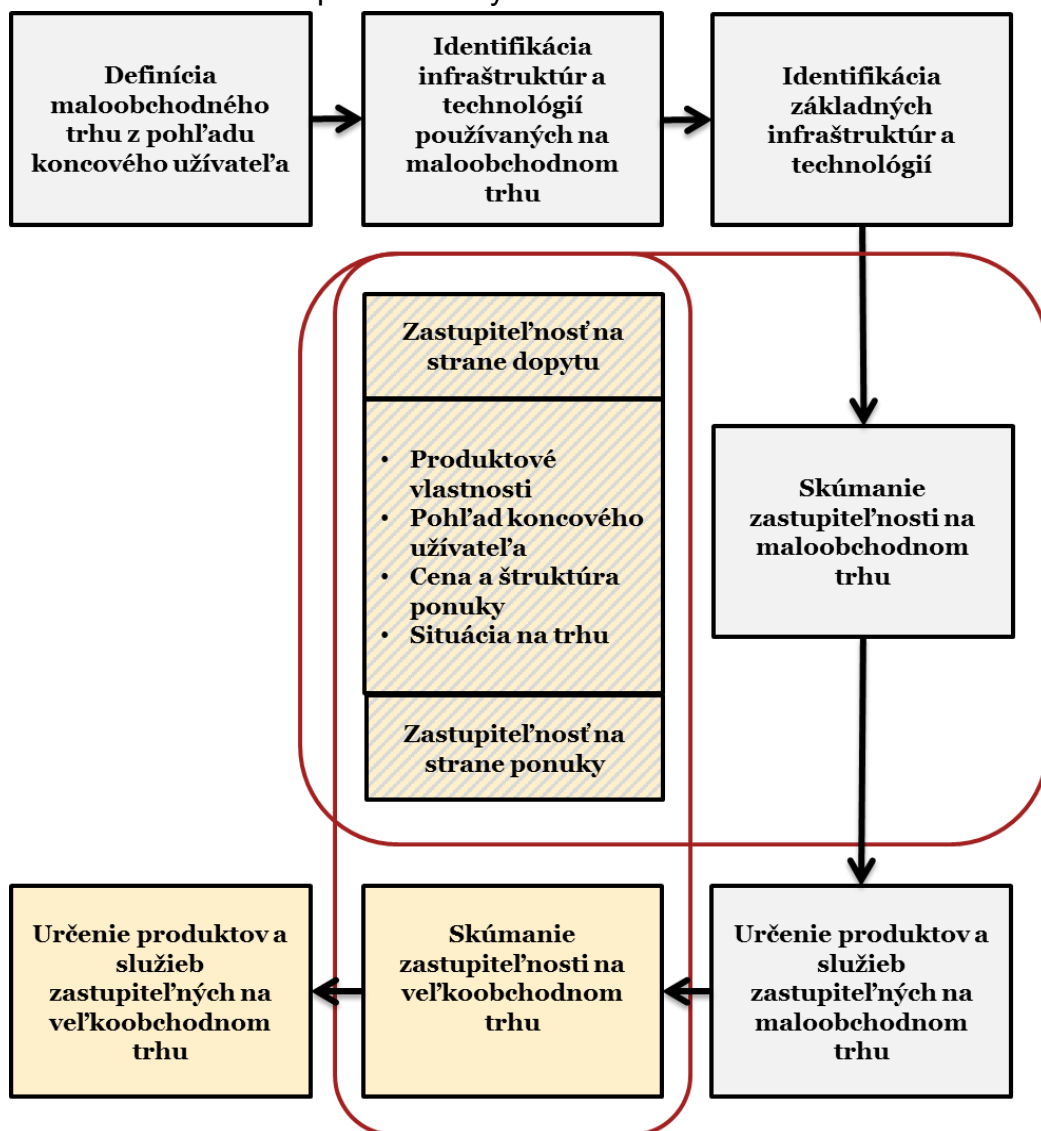 Definícia
maloobchodného
trhu z pohľadu
koncového užívateľa
Identifikácia
infraštruktúr a
technológií
používaných na
maloobchodnom
trhu
Identifikácia
základných
infraštruktúr a
technológií
Zastupiteľnosť na
strane dopytu
• Produktové
vlastnosti
• Pohľad koncového
užívateľa
• Cena a štruktúra
ponuky
• Situácia na trhu
Zastupiteľnosť na
strane ponuky
Skúmanie
zastupiteľnosti na
maloobchodnom
trhu
Určenie produktov a
služieb
zastupiteľných na
veľkoobchodnom
trhu
Skúmanie
zastupiteľnosti na
veľkoobchodnom
trhu
Určenie produktov a
služieb
zastupiteľných na
maloobchodnom
trhu